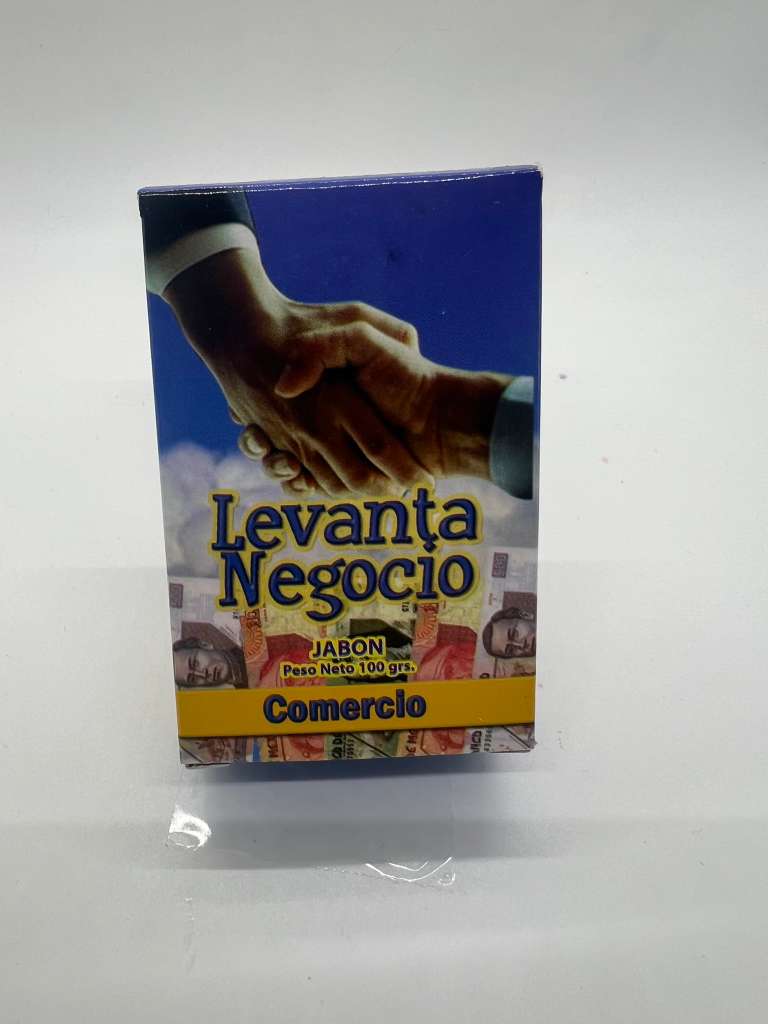 Levanta
Negocio
JABON
Peso Neto 100 grs.
Comercio